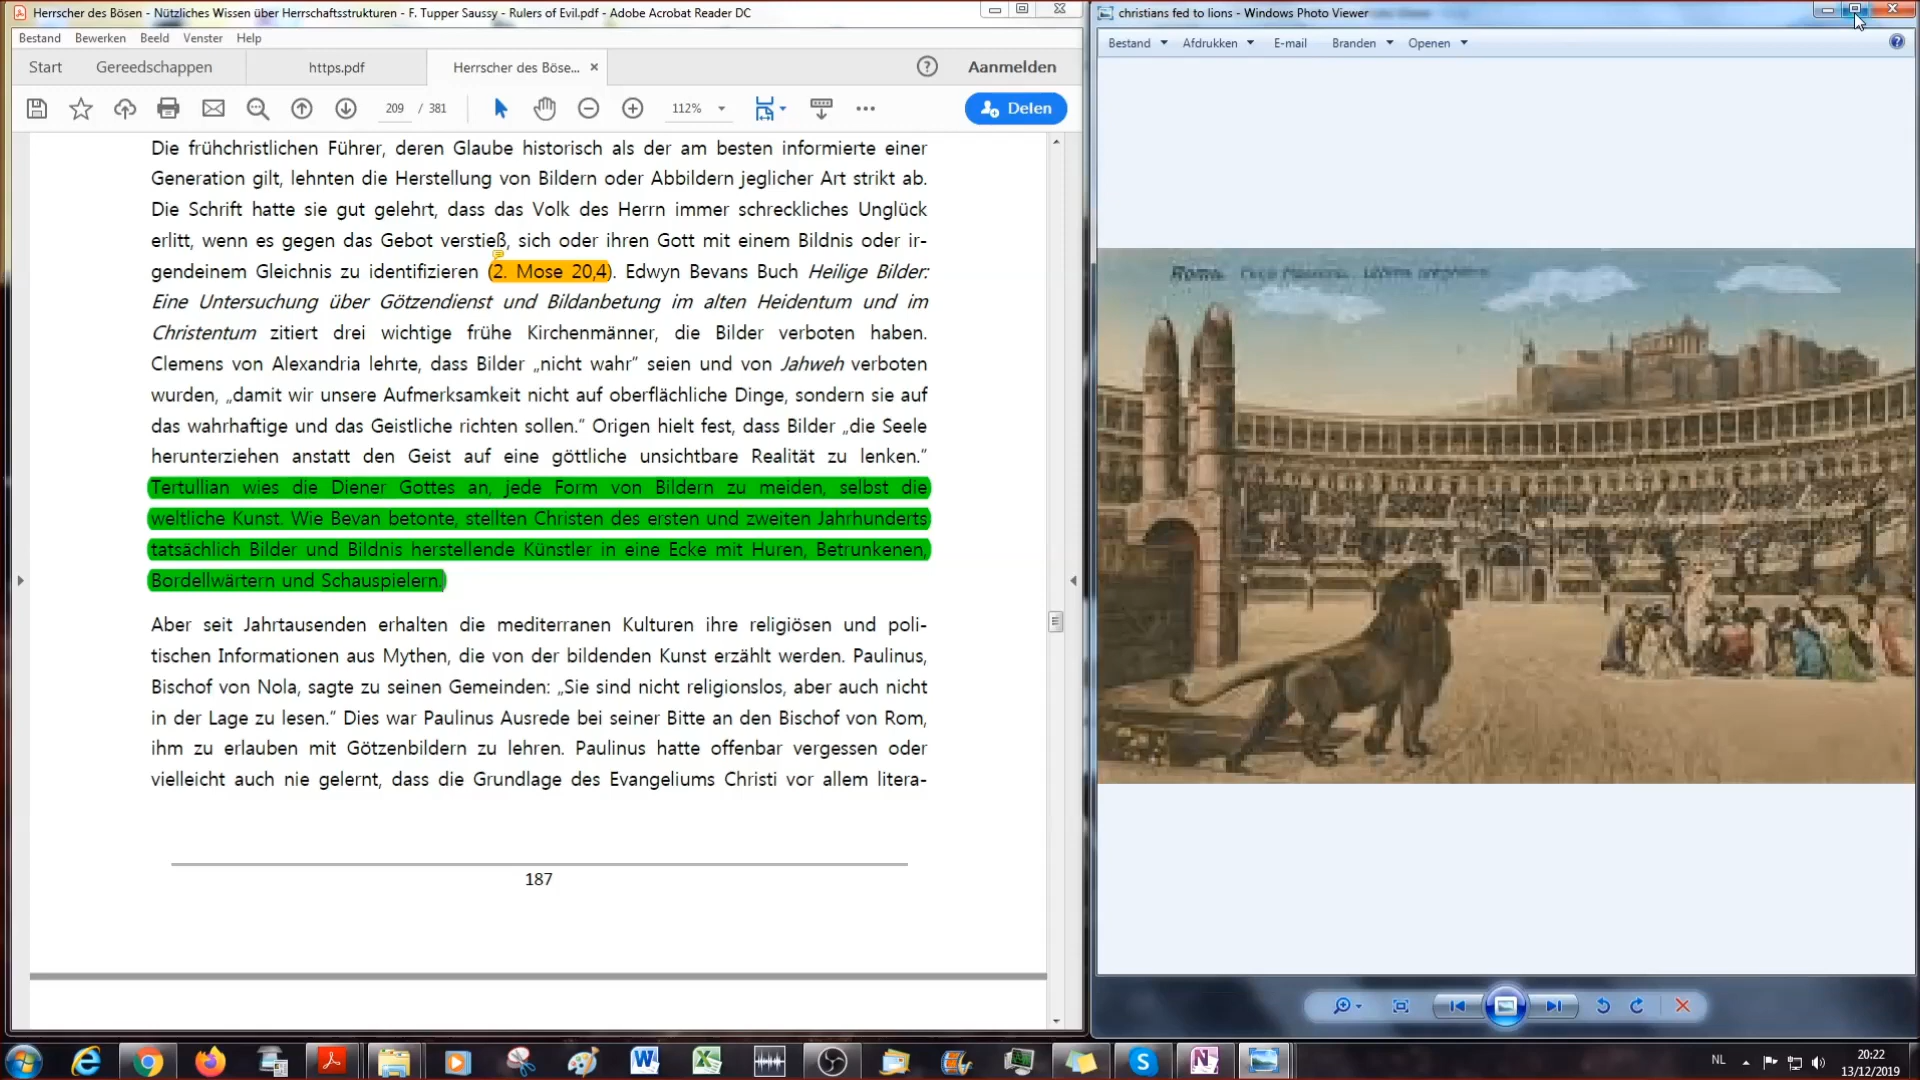 Herrscher des Bösen - Nützliches Wissen über Herrschaftsstrukturen - F. Tupper Saussy - Rulers of Evil.pdf - Adobe Acrobat Reader DC
Bestand Bewerken Beeld Venster Help
Start Gereedschappen https.pdf Herrscher des Böse... × Aanmelden
209 / 381 112% Delen
Die frühchristlichen Führer, deren Glaube historisch als der am besten informierte einer
Generation gilt, lehnten die Herstellung von Bildern oder Abbildern jeglicher Art strikt ab.
Die Schrift hatte sie gut gelehrt, dass das Volk des Herrn immer schreckliches Unglück
erlitt, wenn es gegen das Gebot verstieß, sich oder ihren Gott mit einem Bildnis oder ir-
gendeinem Gleichnis zu identifizieren (2. Mose 20,4). Edwyn Bevans Buch Heilige Bilder:
Eine Untersuchung über Götzendienst und Bildanbetung im alten Heidentum und im
Christentum zitiert drei wichtige frühe Kirchenmänner, die Bilder verboten haben.
Clemens von Alexandria lehrte, dass Bilder „nicht wahr“ seien und von Jahweh verboten
wurden, „damit wir unsere Aufmerksamkeit nicht auf oberflächliche Dinge, sondern sie auf
das wahrhaftige und das Geistliche richten sollen.“ Origen hielt fest, dass Bilder „die Seele
herunterziehen anstatt den Geist auf eine göttliche unsichtbare Realität zu lenken.“
Tertullian wies die Diener Gottes an, jede Form von Bildern zu meiden, selbst die
weltliche Kunst. Wie Bevan betonte, stellten Christen des ersten und zweiten Jahrhunderts
tatsächlich Bilder und Bildnis herstellende Künstler in eine Ecke mit Huren, Betrunkenen,
Bordellwärtern und Schauspielern.
Aber seit Jahrtausenden erhalten die mediterranen Kulturen ihre religiösen und poli-
tischen Informationen aus Mythen, die von der bildenden Kunst erzählt werden. Paulinus,
Bischof von Nola, sagte zu seinen Gemeinden: „Sie sind nicht religionslos, aber auch nicht
in der Lage zu lesen.“ Dies war Paulinus Ausrede bei seiner Bitte an den Bischof von Rom,
ihm zu erlauben mit Götzenbildern zu lehren. Paulinus hatte offenbar vergessen oder
vielleicht auch nie gelernt, dass die Grundlage des Evangeliums Christi vor allem litera-
187
christians fed to lions - Windows Photo Viewer
Bestand Afdrukken E-mail Branden Openen
Roma.
NL 20:22
13/12/2019